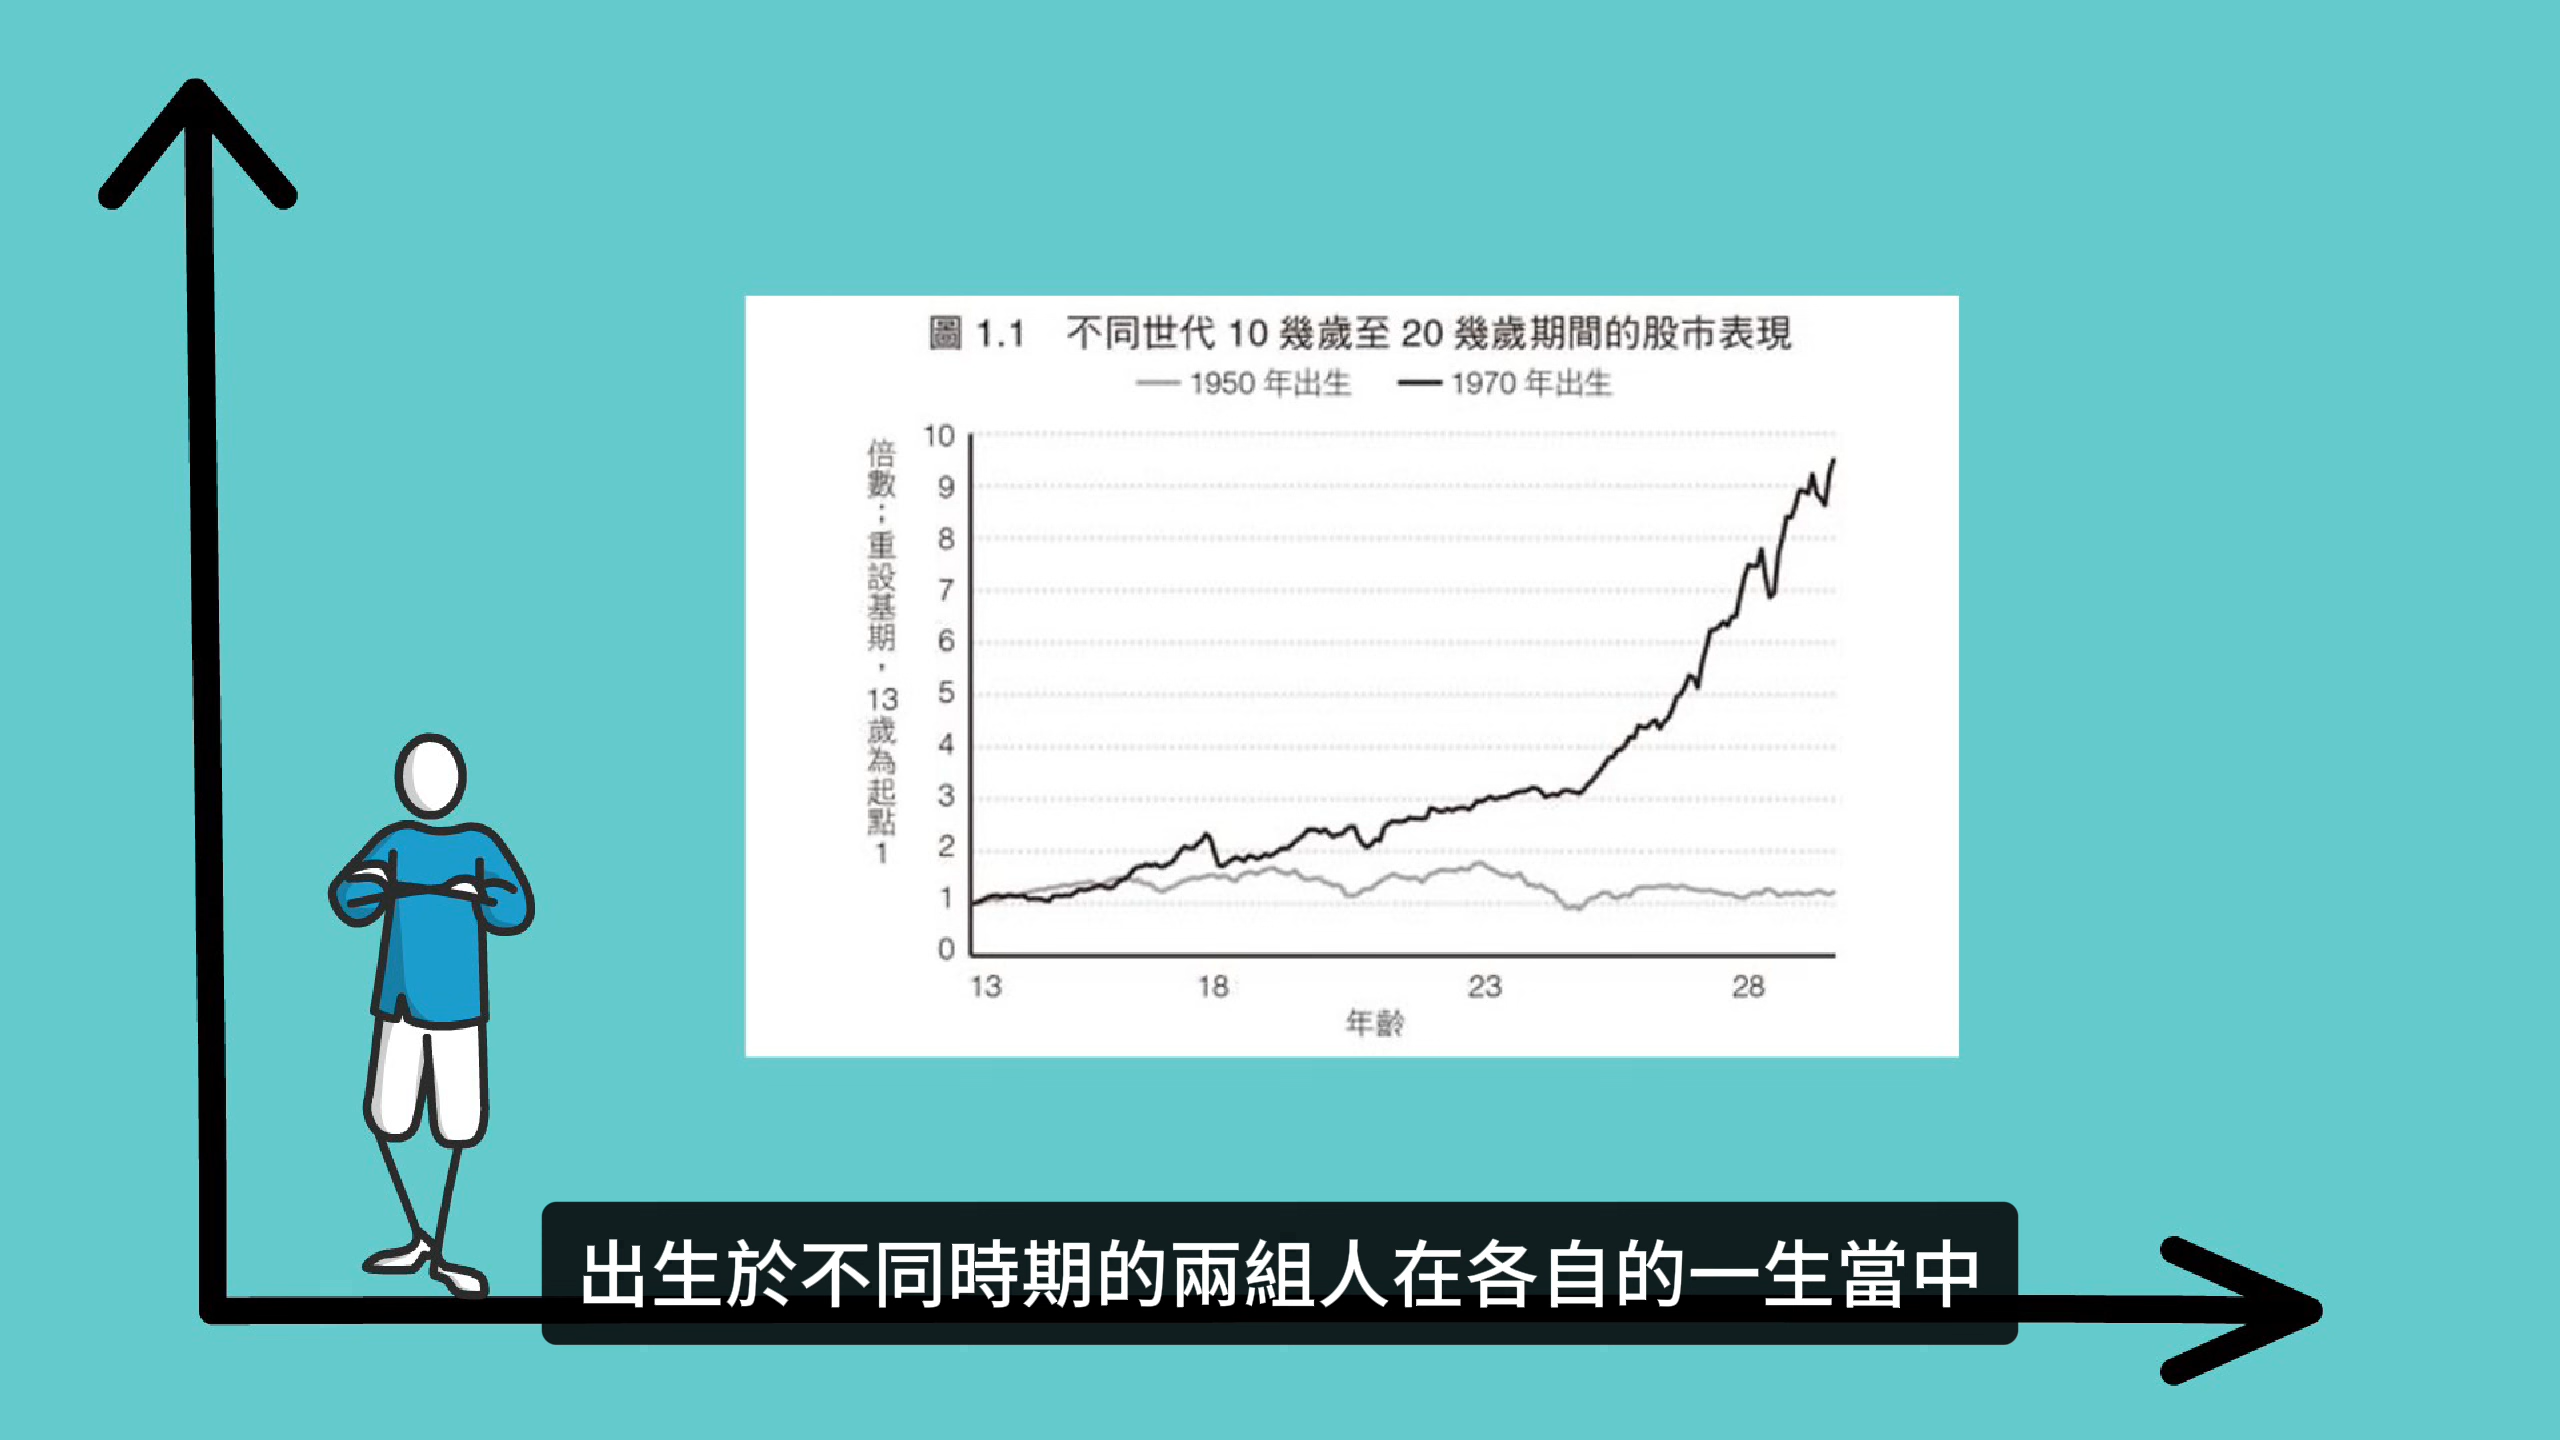 圖 1.1　不同世代 10 幾歲至 20 幾歲期間的股市表現
1950 年出生　1970 年出生
倍數；重設基期，13 歲為起點 1
10
9
8
7
6
5
4
3
2
1
0
13　18　23　28
年齡
出生於不同時期的兩組人在各自的一生當中